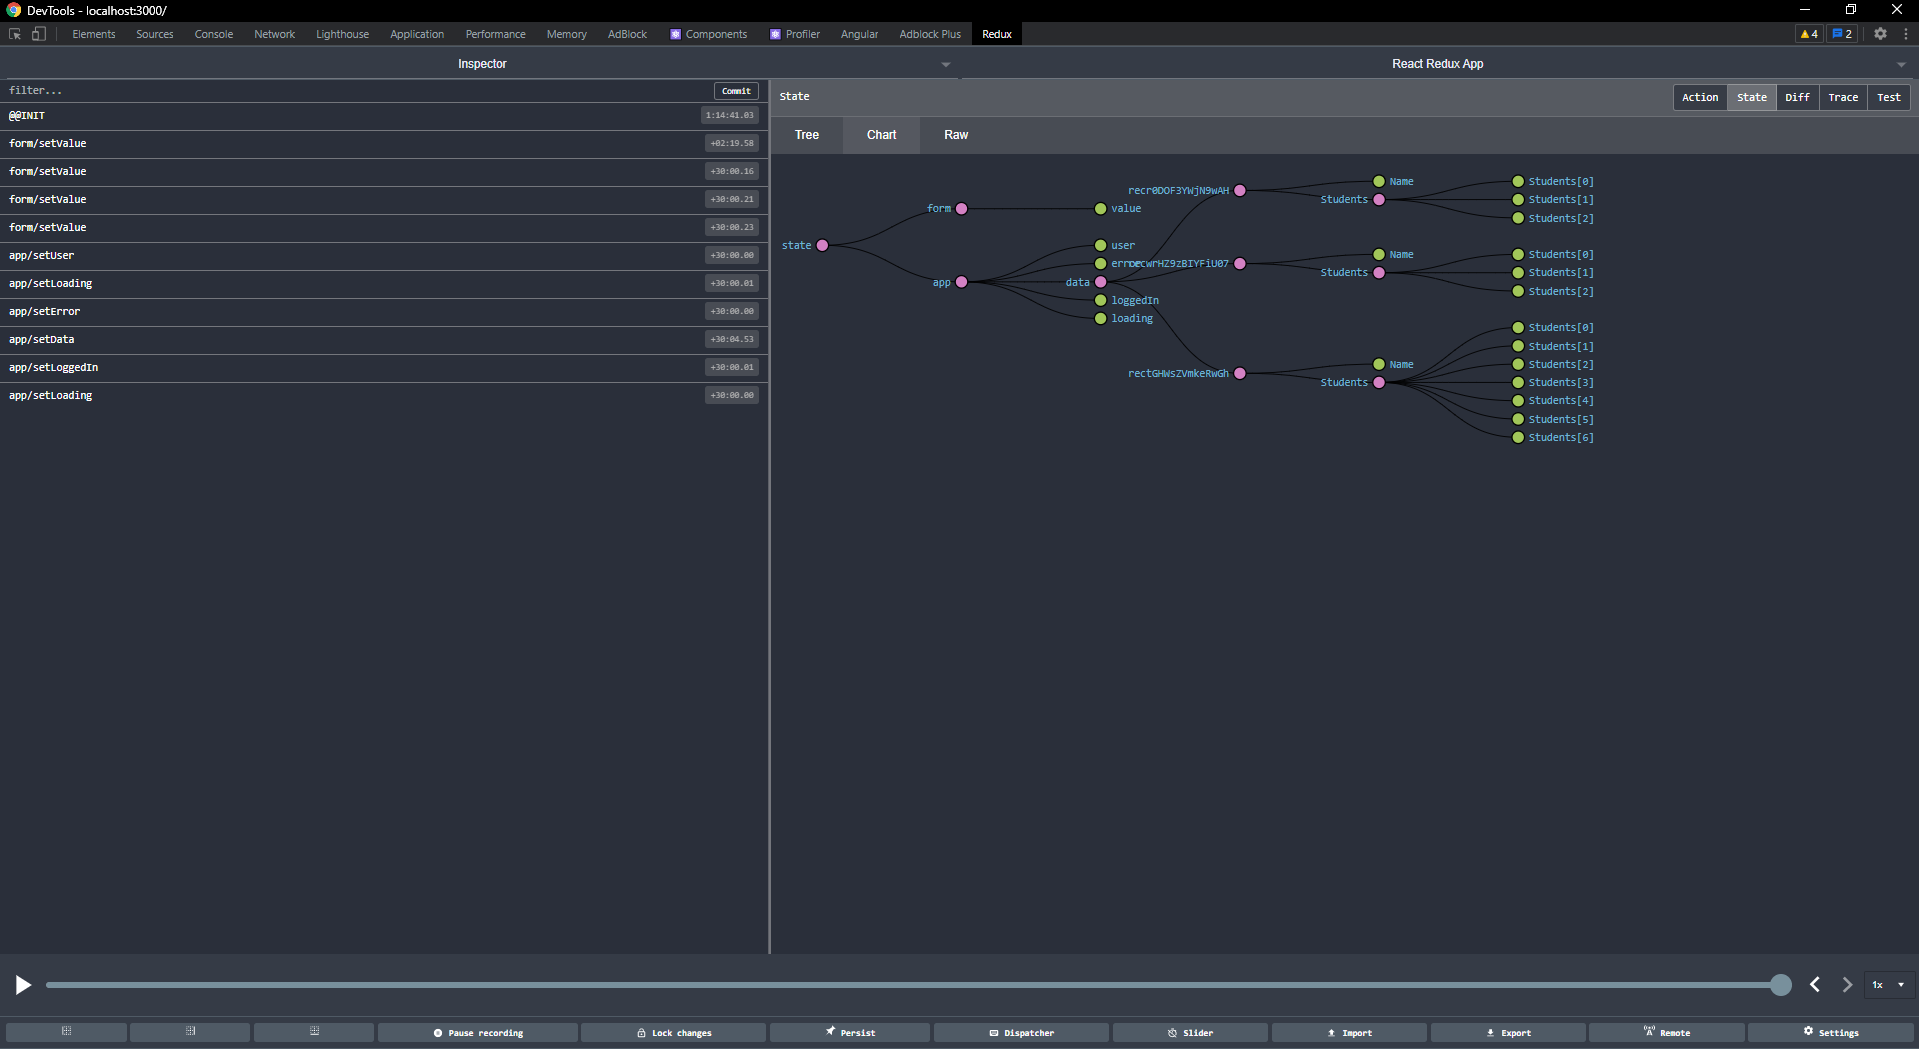 DevTools - localhost:3000/
Elements Sources Console Network Lighthouse Application Performance Memory AdBlock Components Profiler Angular Adblock Plus Redux 4 2
Inspector React Redux App
filter... Commit
@@INIT 1:14:41.03
form/setValue +02:19.58
form/setValue +30:00.16
form/setValue +30:00.21
form/setValue +30:00.23
app/setUser +30:00.00
app/setLoading +30:00.01
app/setError +30:00.00
app/setData +30:04.53
app/setLoggedIn +30:00.01
app/setLoading +30:00.00
State Action State Diff Trace Test
Tree Chart Raw
state
form
value
app
user
error
data
loggedIn
loading
recr0DOF3YWjN9wAH
Name
Students
Students[0]
Students[1]
Students[2]
recwrHZ9zBIYFiU07
Name
Students
Students[0]
Students[1]
Students[2]
rectGHWsZVmkeRwGh
Name
Students
Students[0]
Students[1]
Students[2]
Students[3]
Students[4]
Students[5]
Students[6]
1x
Pause recording Lock changes Persist Dispatcher Slider Import Export Remote Settings